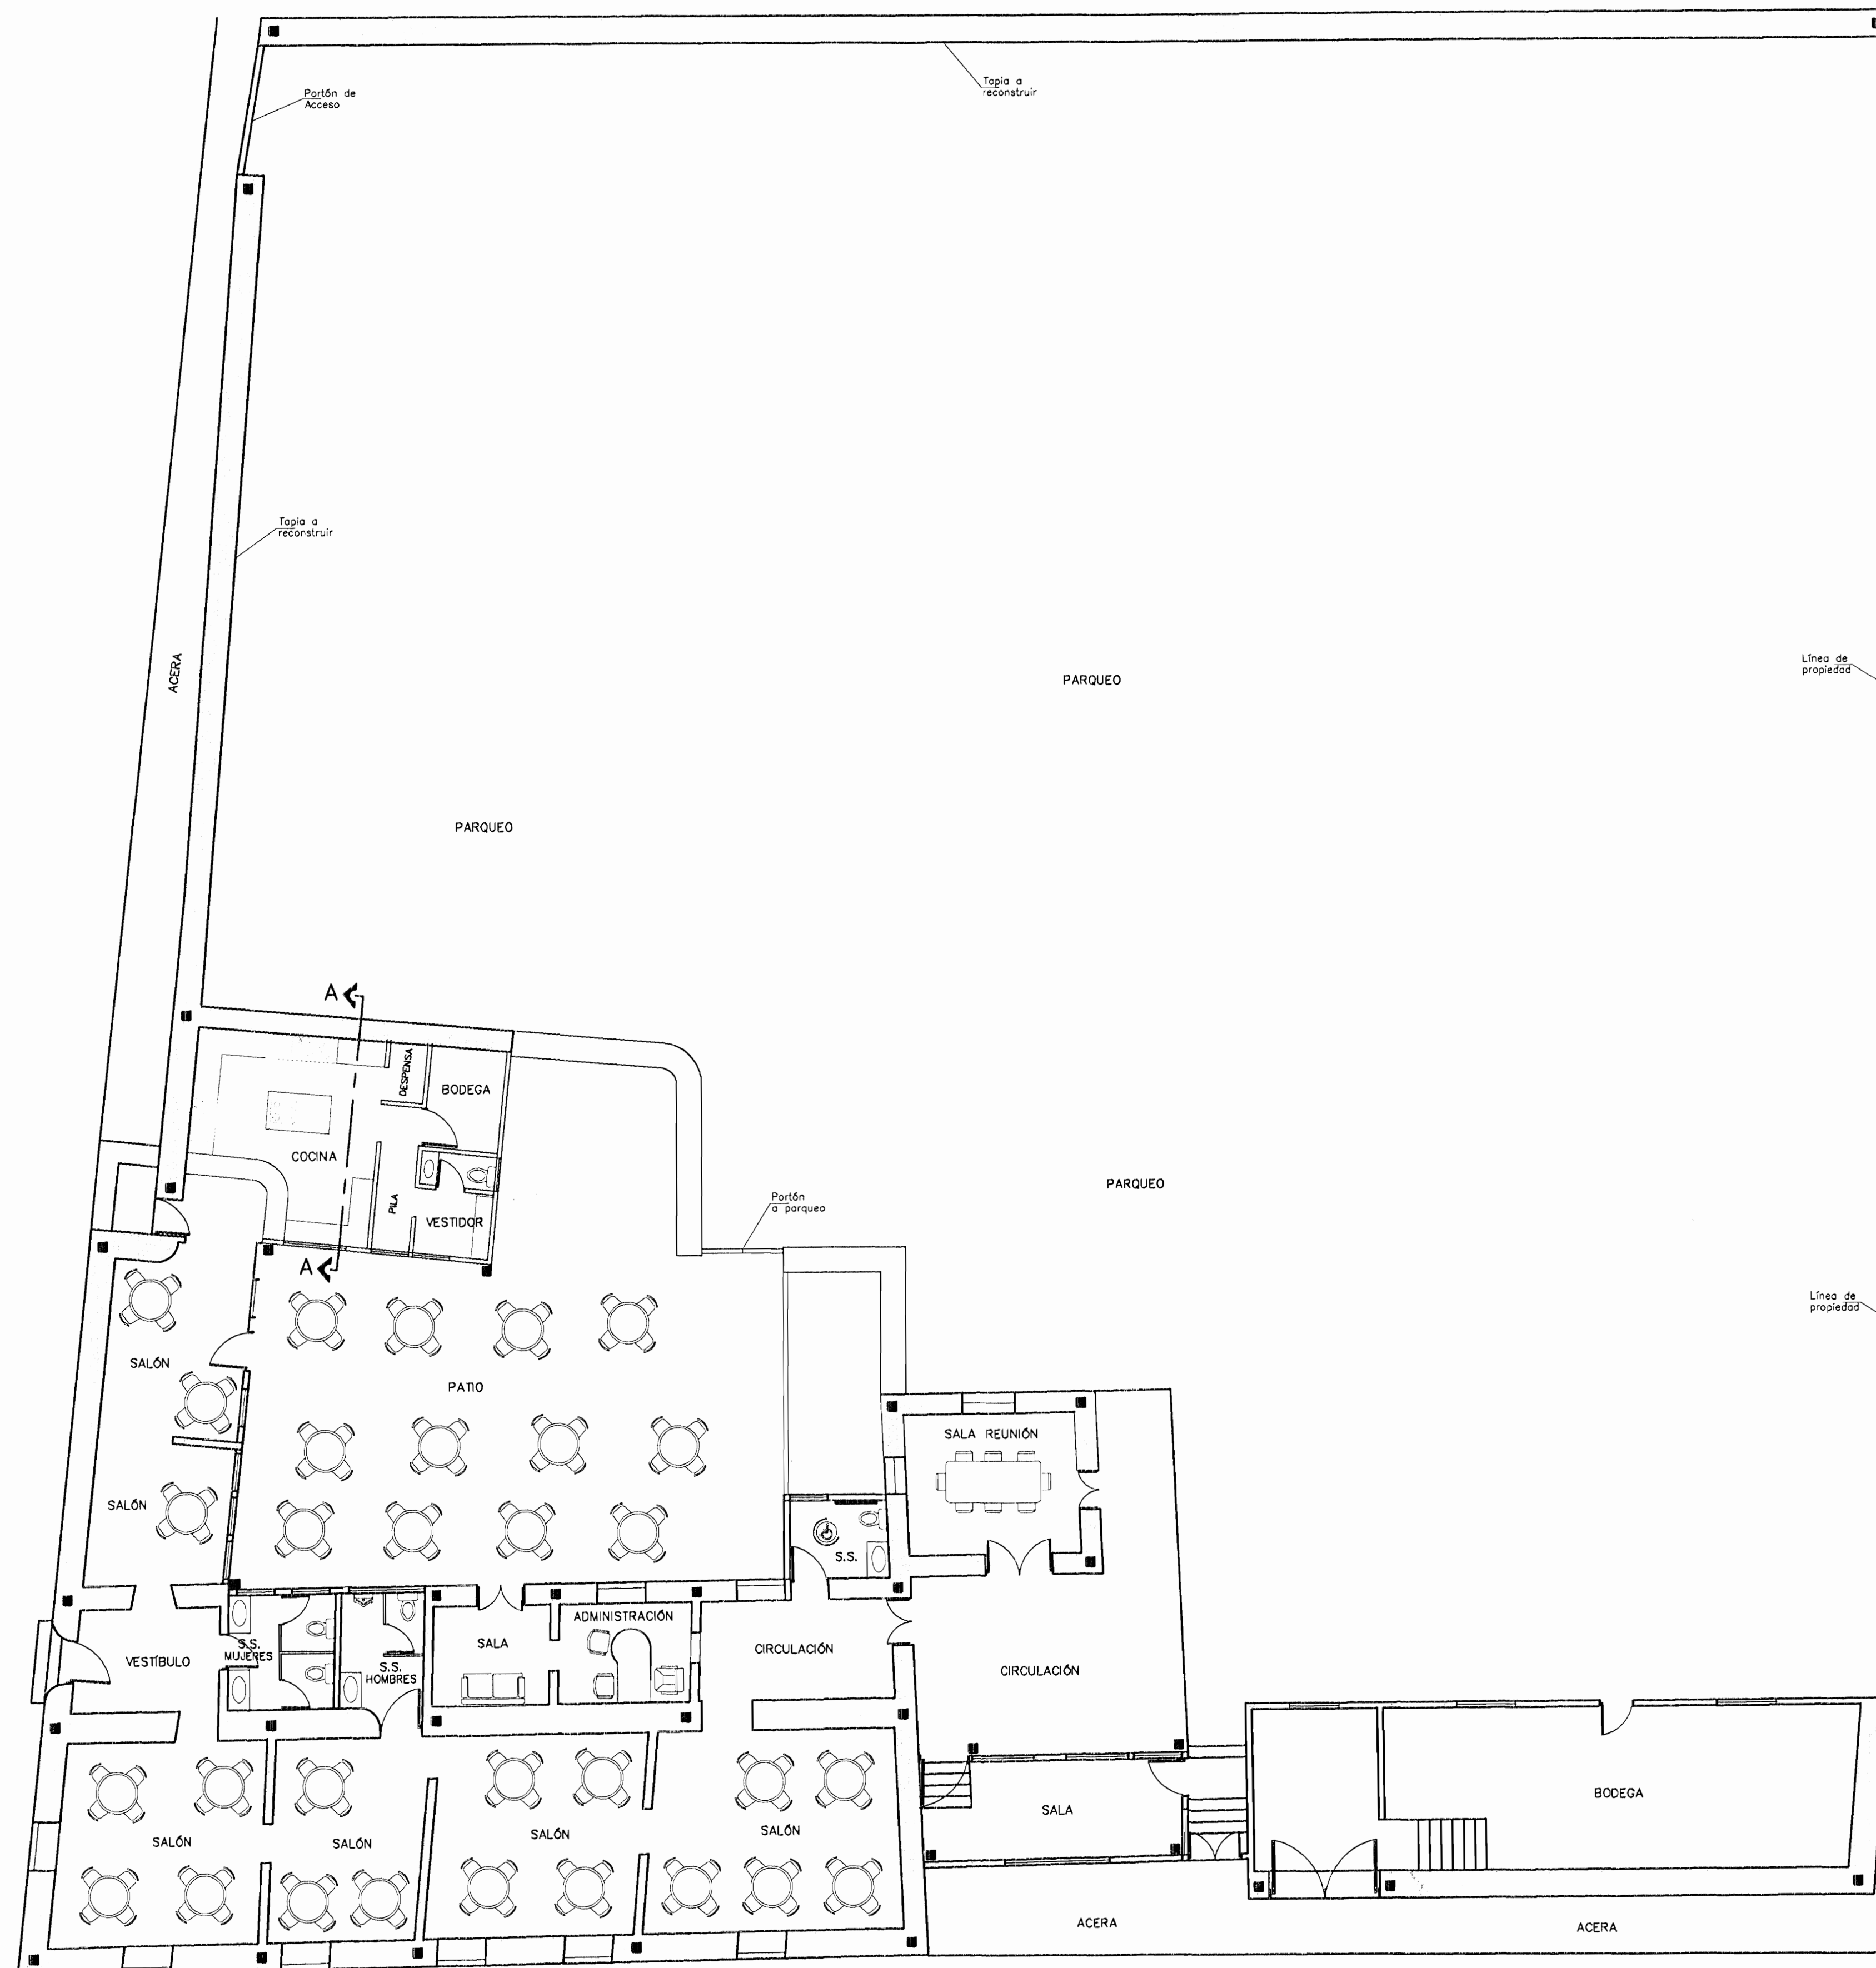 Portón de
Acceso
Tapia a
reconstruir
Tapia a
reconstruir
ACERA
PARQUEO
Línea de
propiedad
PARQUEO
A
DESPENSA
BODEGA
COCINA
PILA
VESTIDOR
PARQUEO
Portón
a parqueo
A
Línea de
propiedad
SALÓN
PATIO
SALA REUNIÓN
SALÓN
S.S.
ADMINISTRACIÓN
S.S.
MUJERES
SALA
CIRCULACIÓN
VESTÍBULO
S.S.
HOMBRES
CIRCULACIÓN
BODEGA
SALA
SALÓN
SALÓN
SALÓN
SALÓN
ACERA
ACERA